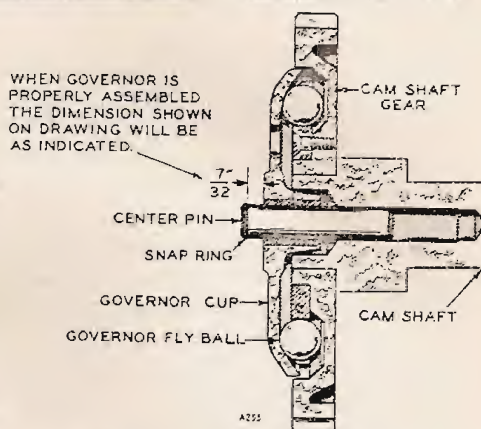 WHEN GOVERNOR IS
PROPERLY ASSEMBLED
THE DIMENSION SHOWN
ON DRAWING WILL BE
AS INDICATED.
7"
32
CENTER PIN
SNAP RING
GOVERNOR CUP
GOVERNOR FLY BALL
CAM SHAFT
GEAR
CAM SHAFT
A255